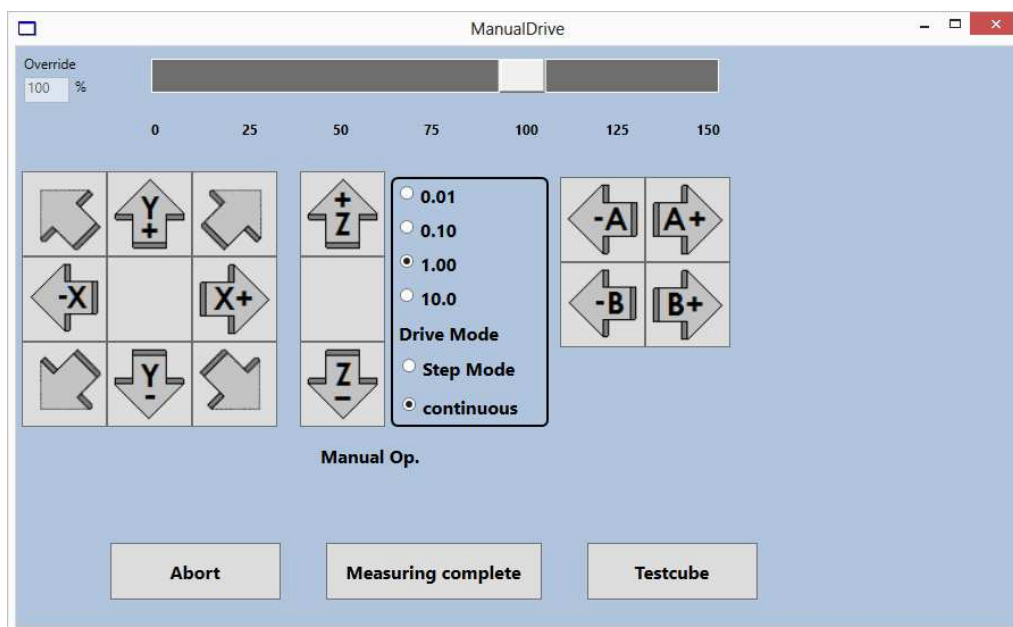 ManualDrive
Override
100 %
0 25 50 75 100 125 150
Y+
+Z
-X X+
Y-
Z-
0.01
0.10
1.00
10.0
Drive Mode
Step Mode
continuous
-A A+
-B B+
Manual Op.
Abort Measuring complete Testcube